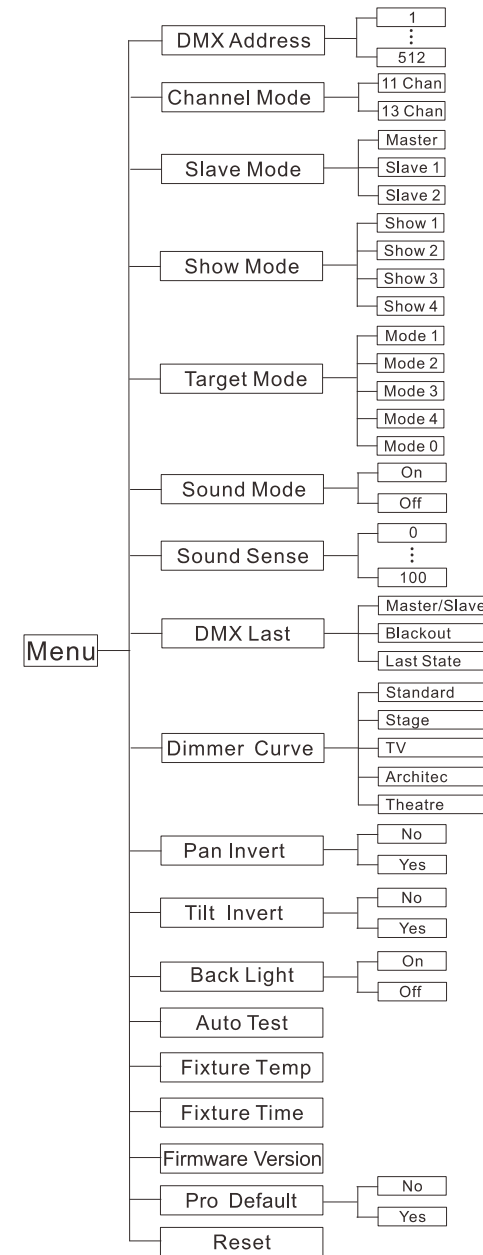 Menu
DMX Address
1
512
Channel Mode
11 Chan
13 Chan
Slave Mode
Master
Slave 1
Slave 2
Show Mode
Show 1
Show 2
Show 3
Show 4
Target Mode
Mode 1
Mode 2
Mode 3
Mode 4
Mode 0
Sound Mode
On
Off
Sound Sense
0
100
DMX Last
Master/Slave
Blackout
Last State
Dimmer Curve
Standard
Stage
TV
Architec
Theatre
Pan Invert
No
Yes
Tilt Invert
No
Yes
Back Light
On
Off
Auto Test
Fixture Temp
Fixture Time
Firmware Version
Pro Default
No
Yes
Reset